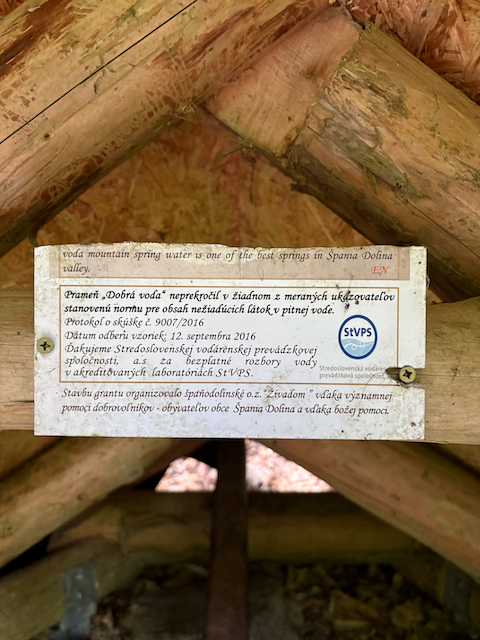 voda mountain spring water is one of the best springs in Špania Dolina
valley.
EN
Prameň „Dobrá voda“ neprekročil v žiadnom z meraných ukazovateľov
stanovenú normu pre obsah nežiadúcich látok v pitnej vode.
Protokol o skúške č. 9007/2016
Dátum odberu vzoriek: 12. septembra 2016
Ďakujeme Stredoslovenskej vodárenskej prevádzkovej
spoločnosti, a.s. za bezplatné rozbory vody
v akreditovaných laboratóriách StVPS.
StVPS
Stredoslovenská vodárenská
prevádzková spoločnosť
Stavbu grantu organizovalo špaňodolinské o.z. "Živadom" vďaka významnej
pomoci dobrovoľníkov - obyvateľov obce Špania Dolina a vďaka božej pomoci.